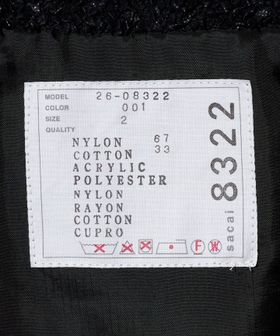 MODEL 26-08322
COLOR 001
SIZE 2
QUALITY
NYLON 67
COTTON 33
ACRYLIC
POLYESTER
NYLON
RAYON
COTTON
CUPRO
F W
sacai 8322